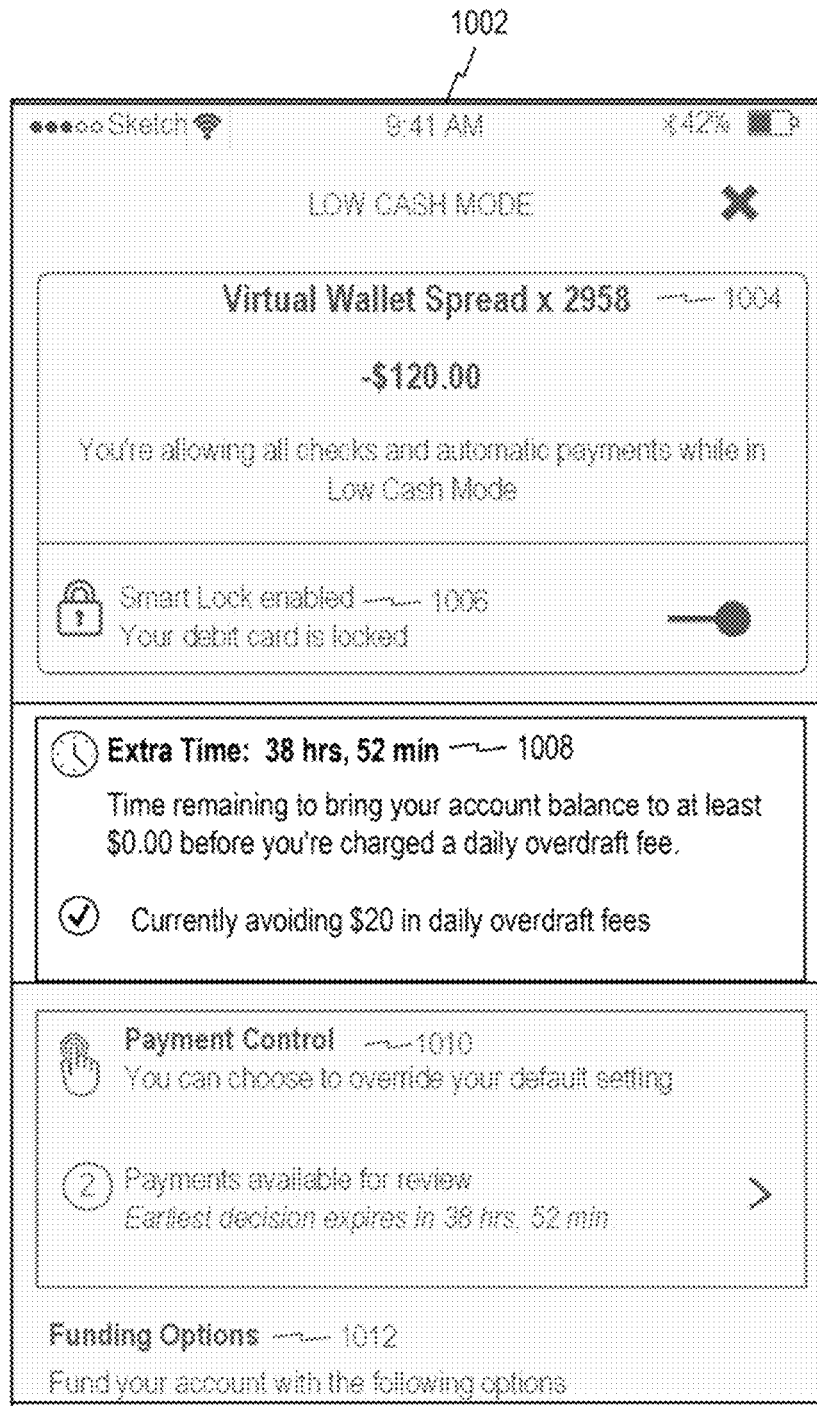 1002
Sketch 9:41 AM 42%
LOW CASH MODE
Virtual Wallet Spread x 2958 1004
-$120.00
You're allowing all checks and automatic payments while in
Low Cash Mode
Smart Lock enabled 1006
Your debit card is locked
Extra Time: 38 hrs, 52 min 1008
Time remaining to bring your account balance to at least
$0.00 before you're charged a daily overdraft fee.
Currently avoiding $20 in daily overdraft fees
Payment Control 1010
You can choose to override your default setting
2 Payments available for review
Earliest decision expires in 38 hrs, 52 min
Funding Options 1012
Fund your account with the following options